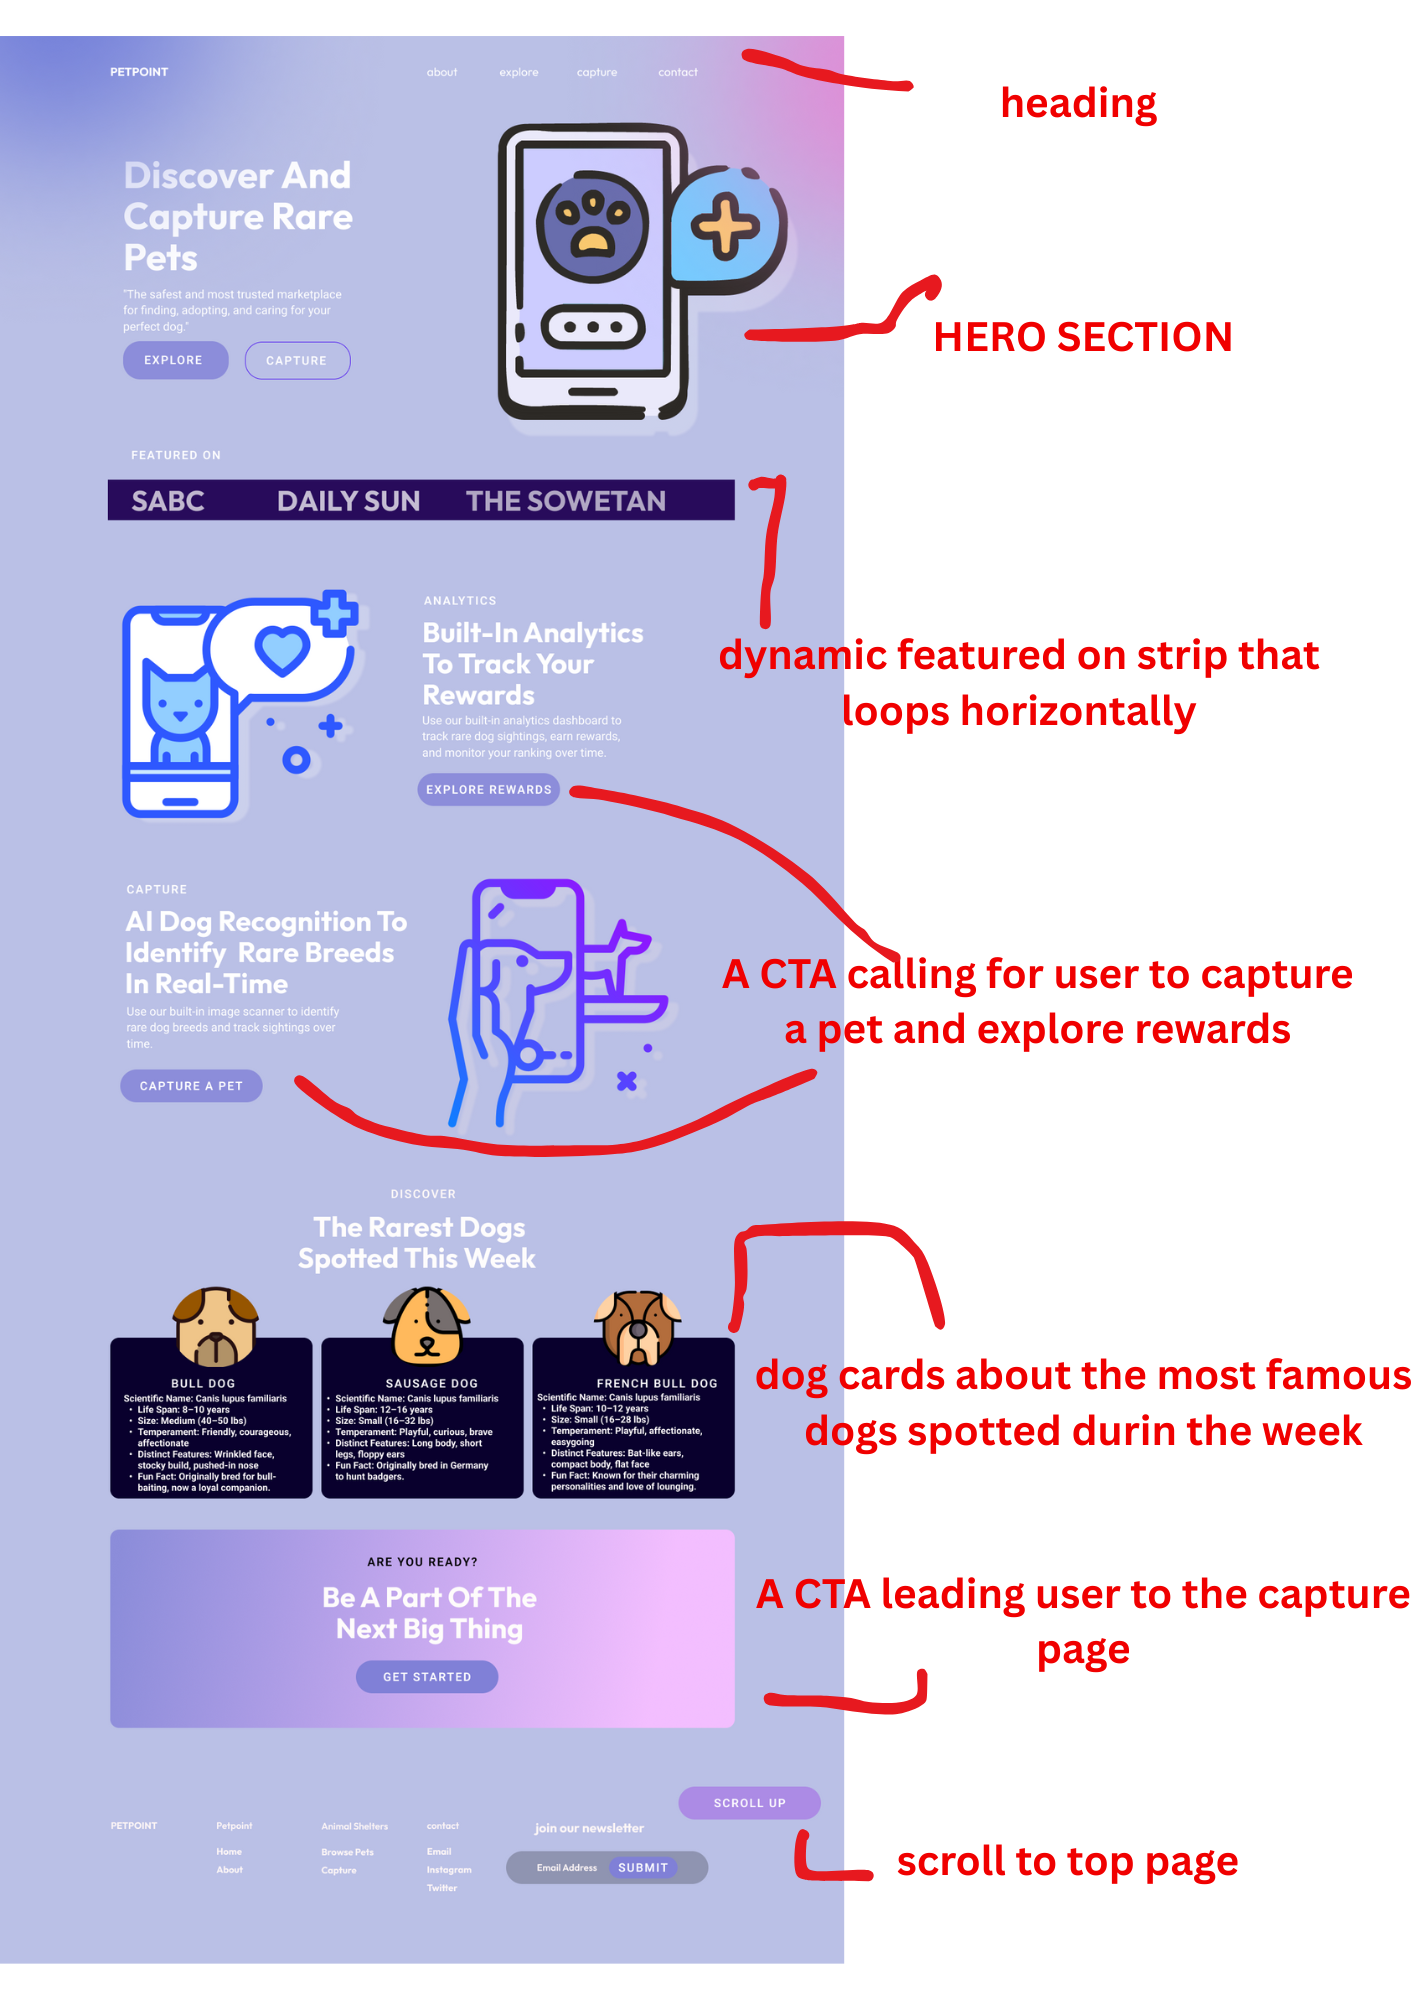 PETPOINT
about
explore
capture
contact
heading
Discover And
Capture Rare
Pets
"The safest and most trusted marketplace
for finding, adopting, and caring for your
perfect dog."
EXPLORE
CAPTURE
HERO SECTION
FEATURED ON
SABC
DAILY SUN
THE SOWETAN
dynamic featured on strip that
loops horizontally
ANALYTICS
Built-In Analytics
To Track Your
Rewards
Use our built-in analytics dashboard to
track rare dog sightings, earn rewards,
and monitor your ranking over time.
EXPLORE REWARDS
CAPTURE
AI Dog Recognition To
Identify Rare Breeds
In Real-Time
Use our built-in image scanner to identify
rare dog breeds and track sightings over
time.
CAPTURE A PET
A CTA calling for user to capture
a pet and explore rewards
DISCOVER
The Rarest Dogs
Spotted This Week
BULL DOG
Scientific Name: Canis lupus familiaris
• Life Span: 8–10 years
• Size: Medium (40–50 lbs)
• Temperament: Friendly, courageous,
affectionate
• Distinct Features: Wrinkled face,
stocky build, pushed-in nose
• Fun Fact: Originally bred for bull-
baiting, now a loyal companion.
SAUSAGE DOG
• Scientific Name: Canis lupus familiaris
• Life Span: 12–16 years
• Size: Small (16–32 lbs)
• Temperament: Playful, curious, brave
• Distinct Features: Long body, short
legs, floppy ears
• Fun Fact: Originally bred in Germany
to hunt badgers.
FRENCH BULL DOG
Scientific Name: Canis lupus familiaris
• Life Span: 10–12 years
• Size: Small (16–28 lbs)
• Temperament: Playful, affectionate,
easygoing
• Distinct Features: Bat-like ears,
compact body, flat face
• Fun Fact: Known for their charming
personalities and love of lounging.
dog cards about the most famous
dogs spotted durin the week
ARE YOU READY?
Be A Part Of The
Next Big Thing
GET STARTED
A CTA leading user to the capture
page
SCROLL UP
PETPOINT
Petpoint
Home
About
Animal Shelters
Browse Pets
Capture
contact
Email
Instagram
Twitter
join our newsletter
Email Address
SUBMIT
scroll to top page